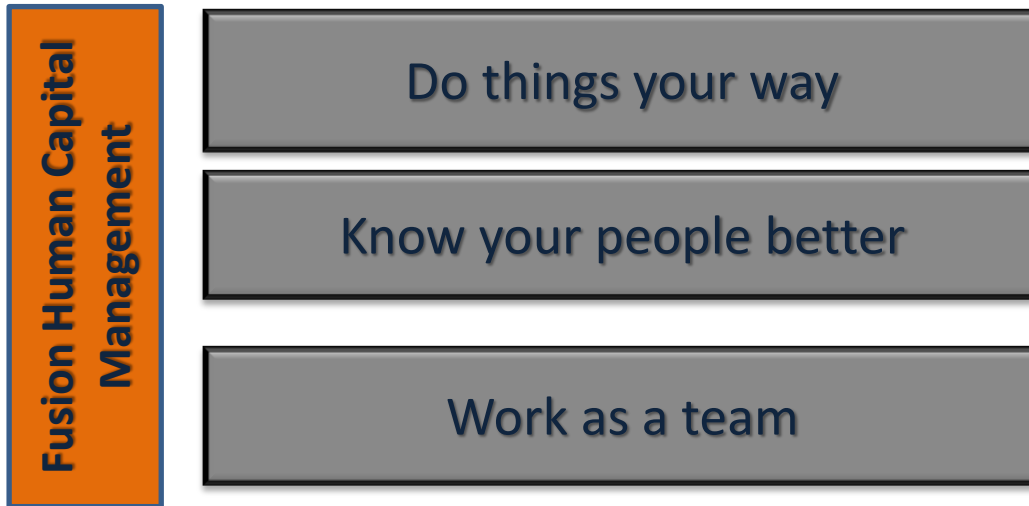 Fusion Human Capital
Management
Do things your way
Know your people better
Work as a team